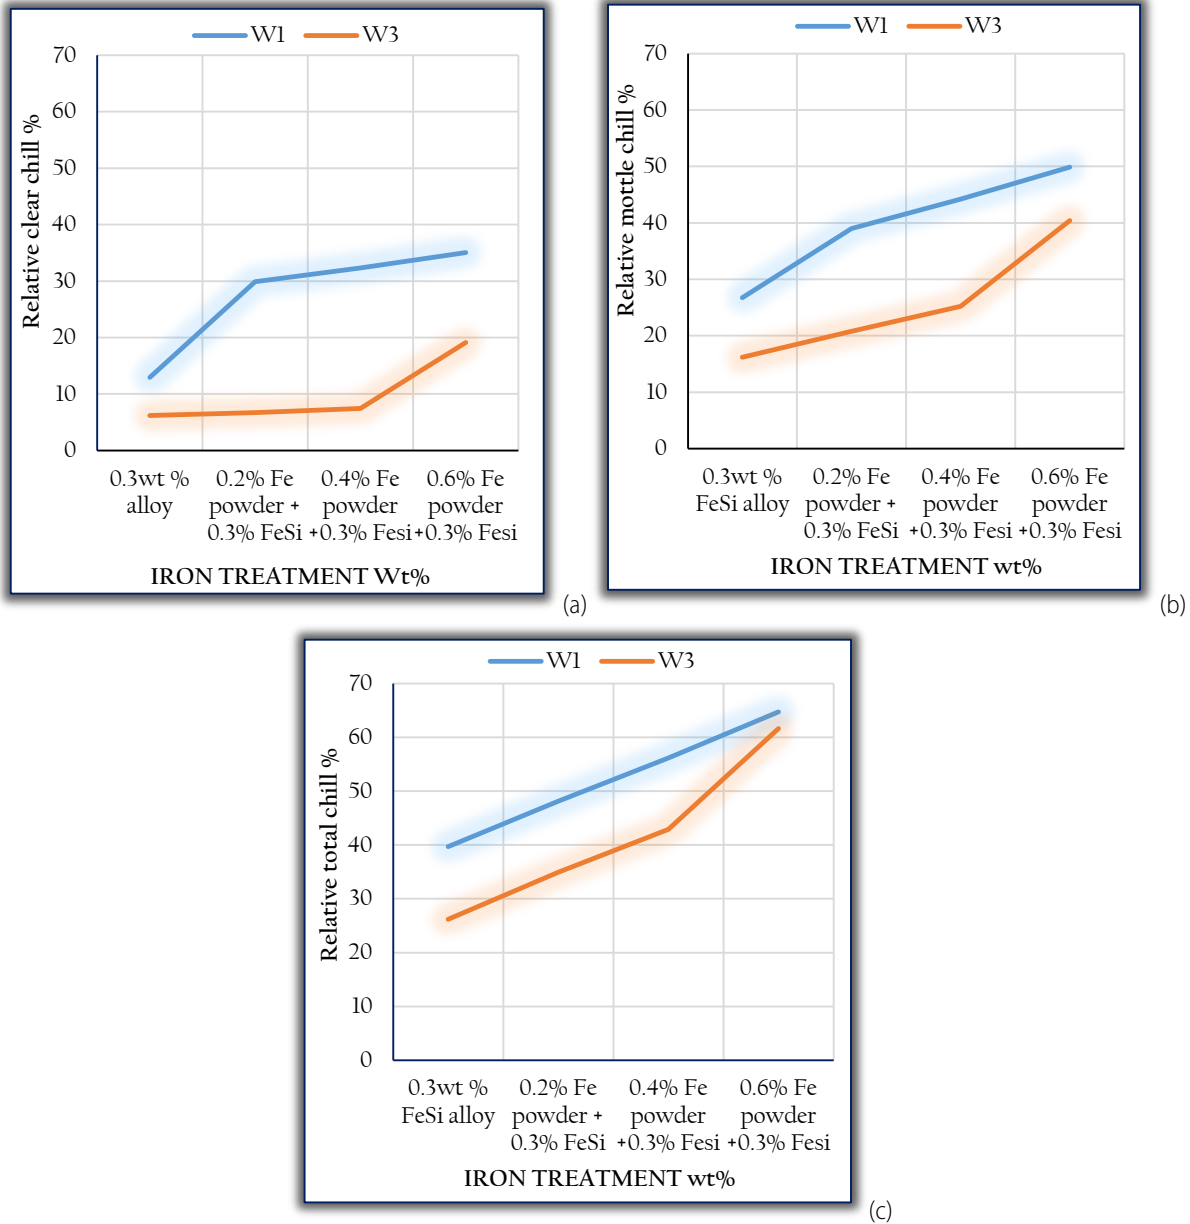 W1 W3
70
60
50
40
30
20
10
0
Relative clear chill %
0.3wt % alloy
0.2% Fe powder + 0.3% FeSi
0.4% Fe powder +0.3% Fesi
0.6% Fe powder +0.3% Fesi
IRON TREATMENT Wt%
(a)
W1 W3
70
60
50
40
30
20
10
0
Relative mottle chill %
0.3wt % FeSi alloy
0.2% Fe powder + 0.3% FeSi
0.4% Fe powder +0.3% Fesi
0.6% Fe powder +0.3% Fesi
IRON TREATMENT wt%
(b)
W1 W3
70
60
50
40
30
20
10
0
Relative total chill %
0.3wt % FeSi alloy
0.2% Fe powder + 0.3% FeSi
0.4% Fe powder +0.3% Fesi
0.6% Fe powder +0.3% Fesi
IRON TREATMENT wt%
(c)